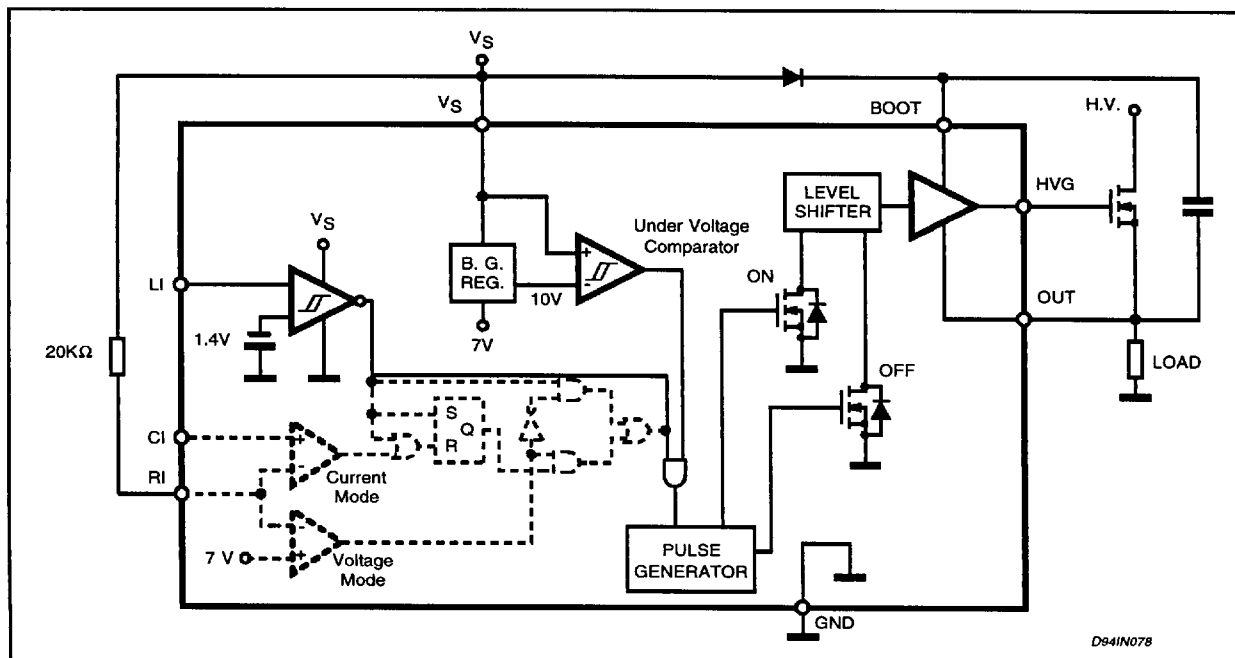 VS
VS
BOOT
H.V.
HVG
LEVEL
SHIFTER
VS
Under Voltage
Comparator
+
-
B. G.
REG.
10V
ON
LI
OUT
7V
1.4V
20KΩ
LOAD
OFF
S
Q
R
CI
+
-
RI
Current
Mode
-
+
7 V
Voltage
Mode
PULSE
GENERATOR
GND
D94IN078